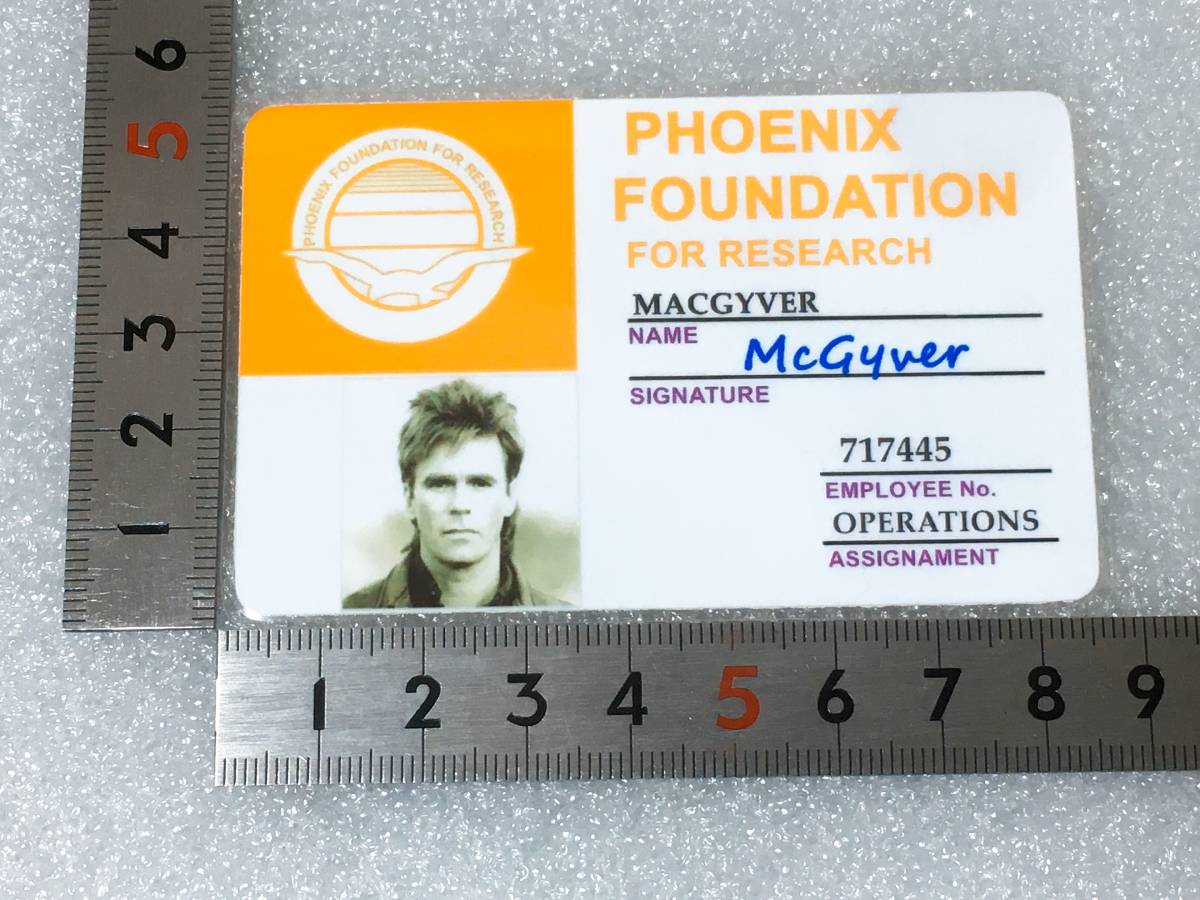 6
5
4
3
2
1
PHOENIX FOUNDATION FOR RESEARCH
PHOENIX
FOUNDATION
FOR RESEARCH
MACGYVER
NAME
McGyver
SIGNATURE
717445
EMPLOYEE No.
OPERATIONS
ASSIGNAMENT
1 2 3 4 5 6 7 8 9